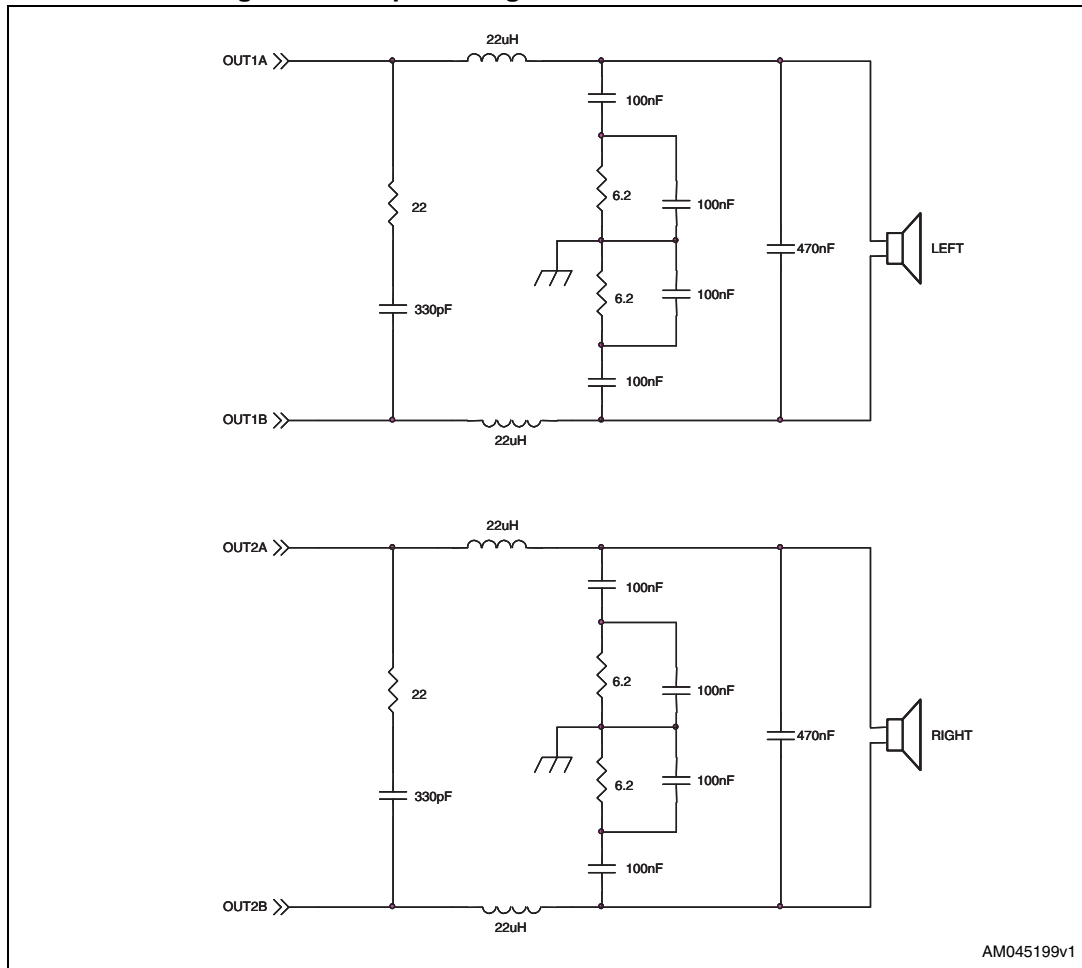 22uH
OUT1A
100nF
22
6.2
100nF
470nF
LEFT
6.2
100nF
330pF
100nF
OUT1B
22uH
22uH
OUT2A
100nF
22
6.2
100nF
470nF
RIGHT
6.2
100nF
330pF
100nF
OUT2B
22uH
AM045199v1